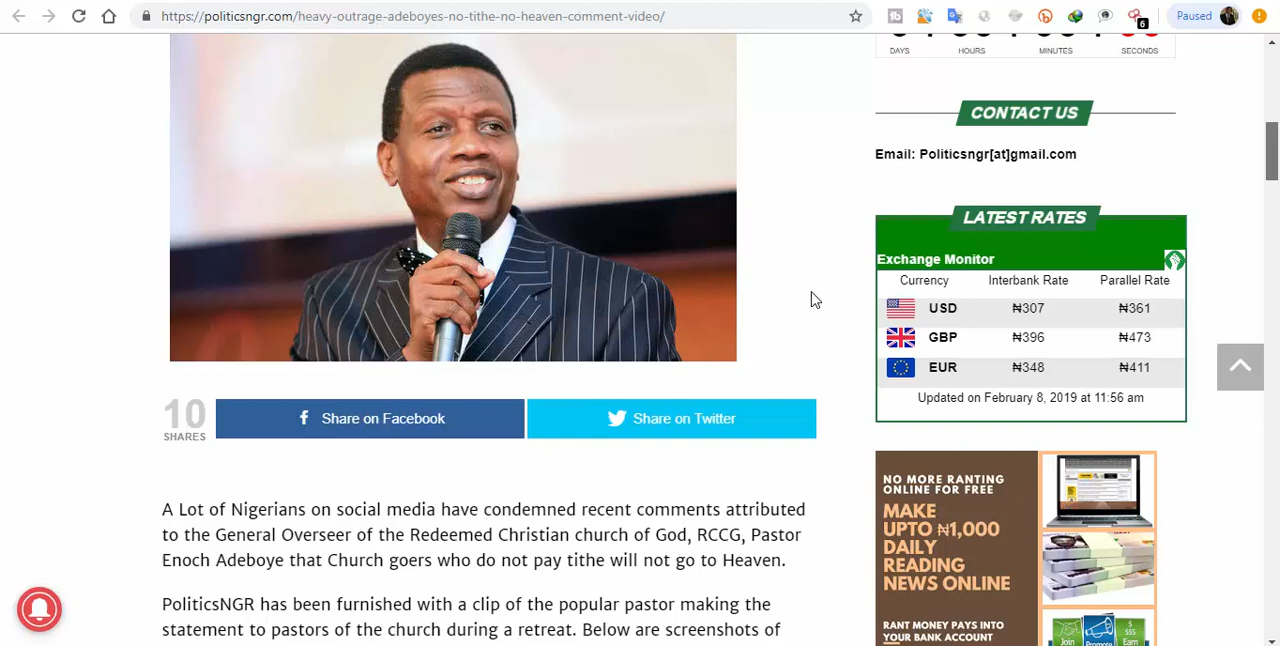 https://politicsngr.com/heavy-outrage-adeboyes-no-tithe-no-heaven-comment-video/
6
Paused
DAYS HOURS MINUTES SECONDS
CONTACT US
Email: Politicsngr[at]gmail.com
LATEST RATES
Exchange Monitor
Currency Interbank Rate Parallel Rate
USD ₦307 ₦361
GBP ₦396 ₦473
EUR ₦348 ₦411
Updated on February 8, 2019 at 11:56 am
10
SHARES
Share on Facebook
Share on Twitter
A Lot of Nigerians on social media have condemned recent comments attributed
to the General Overseer of the Redeemed Christian church of God, RCCG, Pastor
Enoch Adeboye that Church goers who do not pay tithe will not go to Heaven.
PoliticsNGR has been furnished with a clip of the popular pastor making the
statement to pastors of the church during a retreat. Below are screenshots of
NO MORE RANTING
ONLINE FOR FREE
MAKE
UPTO ₦1,000
DAILY
READING
NEWS ONLINE
RANT MONEY PAYS INTO
YOUR BANK ACCOUNT
Join
Promote
$ $$$
Earn